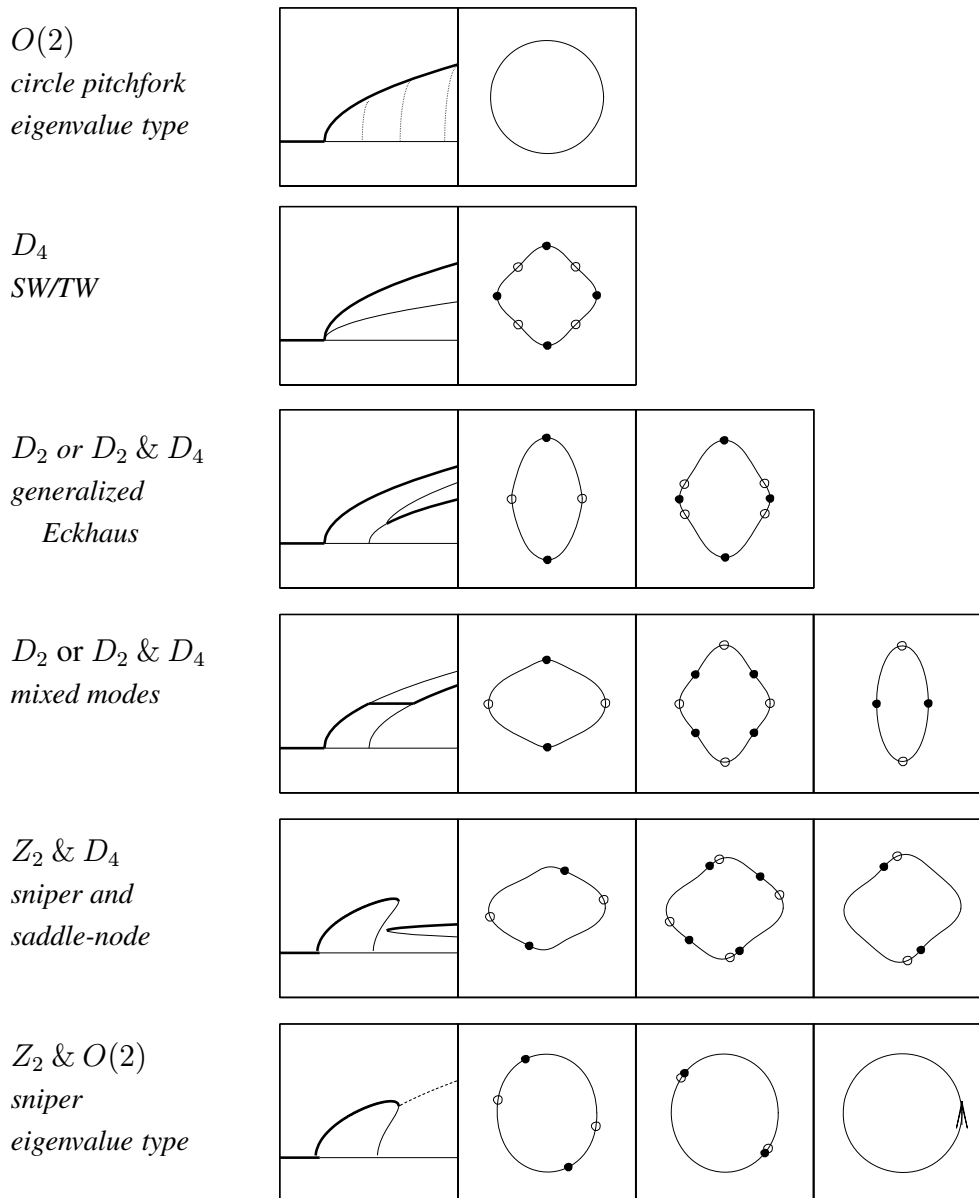 O(2)
circle pitchfork
eigenvalue type
D4
SW/TW
D2 or D2 & D4
generalized
Eckhaus
D2 or D2 & D4
mixed modes
Z2 & D4
sniper and
saddle-node
Z2 & O(2)
sniper
eigenvalue type